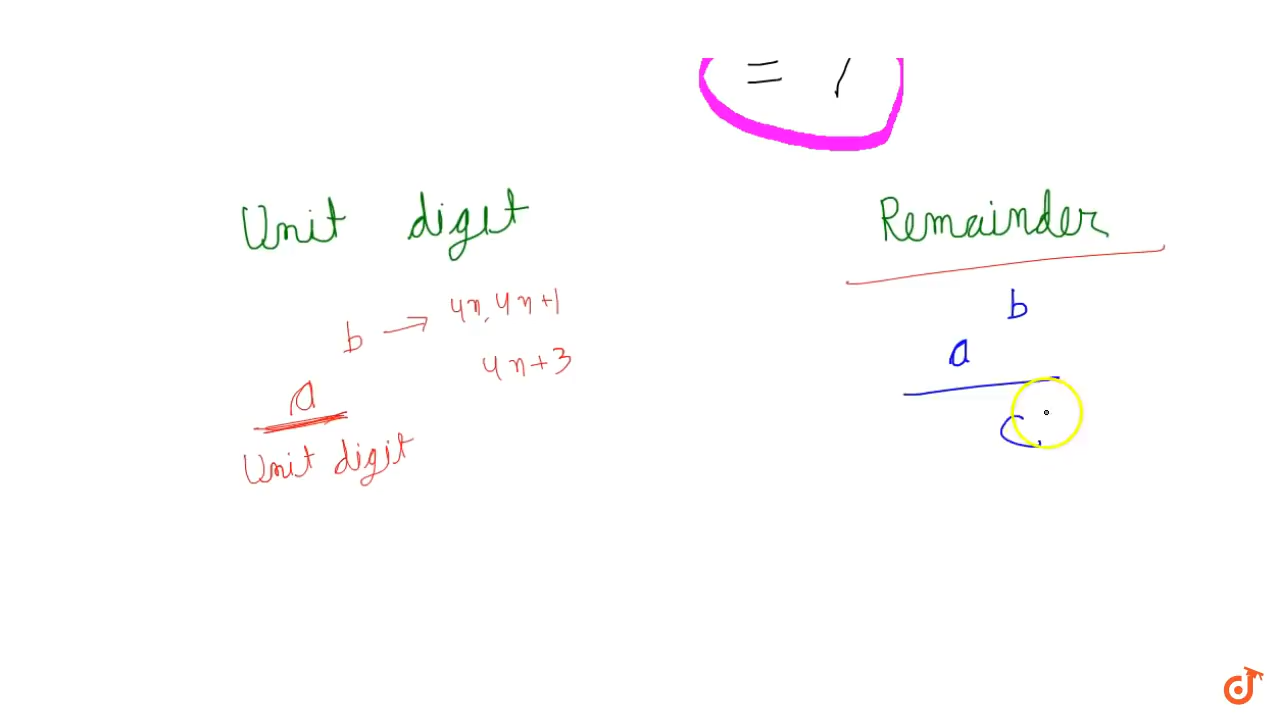 = 1
Unit digit
b → 4n, 4n+1
4n+3
a
Unit digit
Remainder
b
a
c